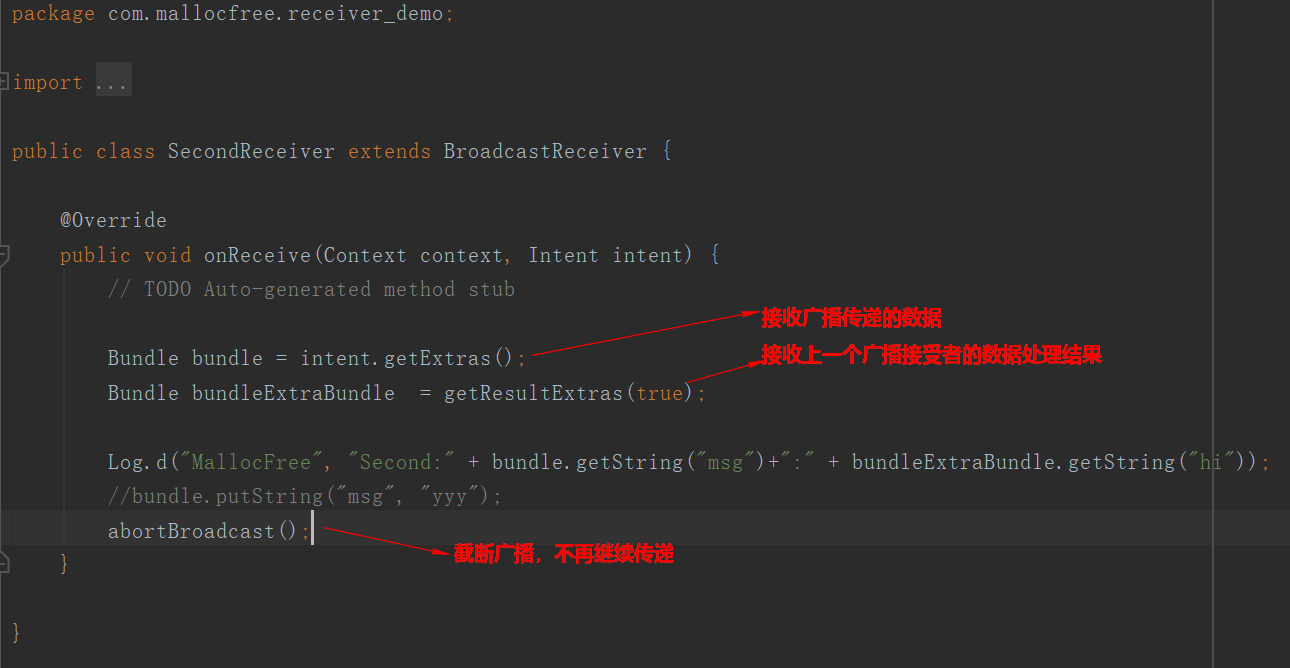 package com.mallocfree.receiver_demo;
import ...
public class SecondReceiver extends BroadcastReceiver {
@Override
public void onReceive(Context context, Intent intent) {
// TODO Auto-generated method stub
接收广播传递的数据
Bundle bundle = intent.getExtras();
接收上一个广播接受者的数据处理结果
Bundle bundleExtraBundle  = getResultExtras(true);
Log.d("MallocFree", "Second:" + bundle.getString("msg")+":" + bundleExtraBundle.getString("hi"));
//bundle.putString("msg", "yyy");
abortBroadcast();
截断广播，不再继续传递
}
}